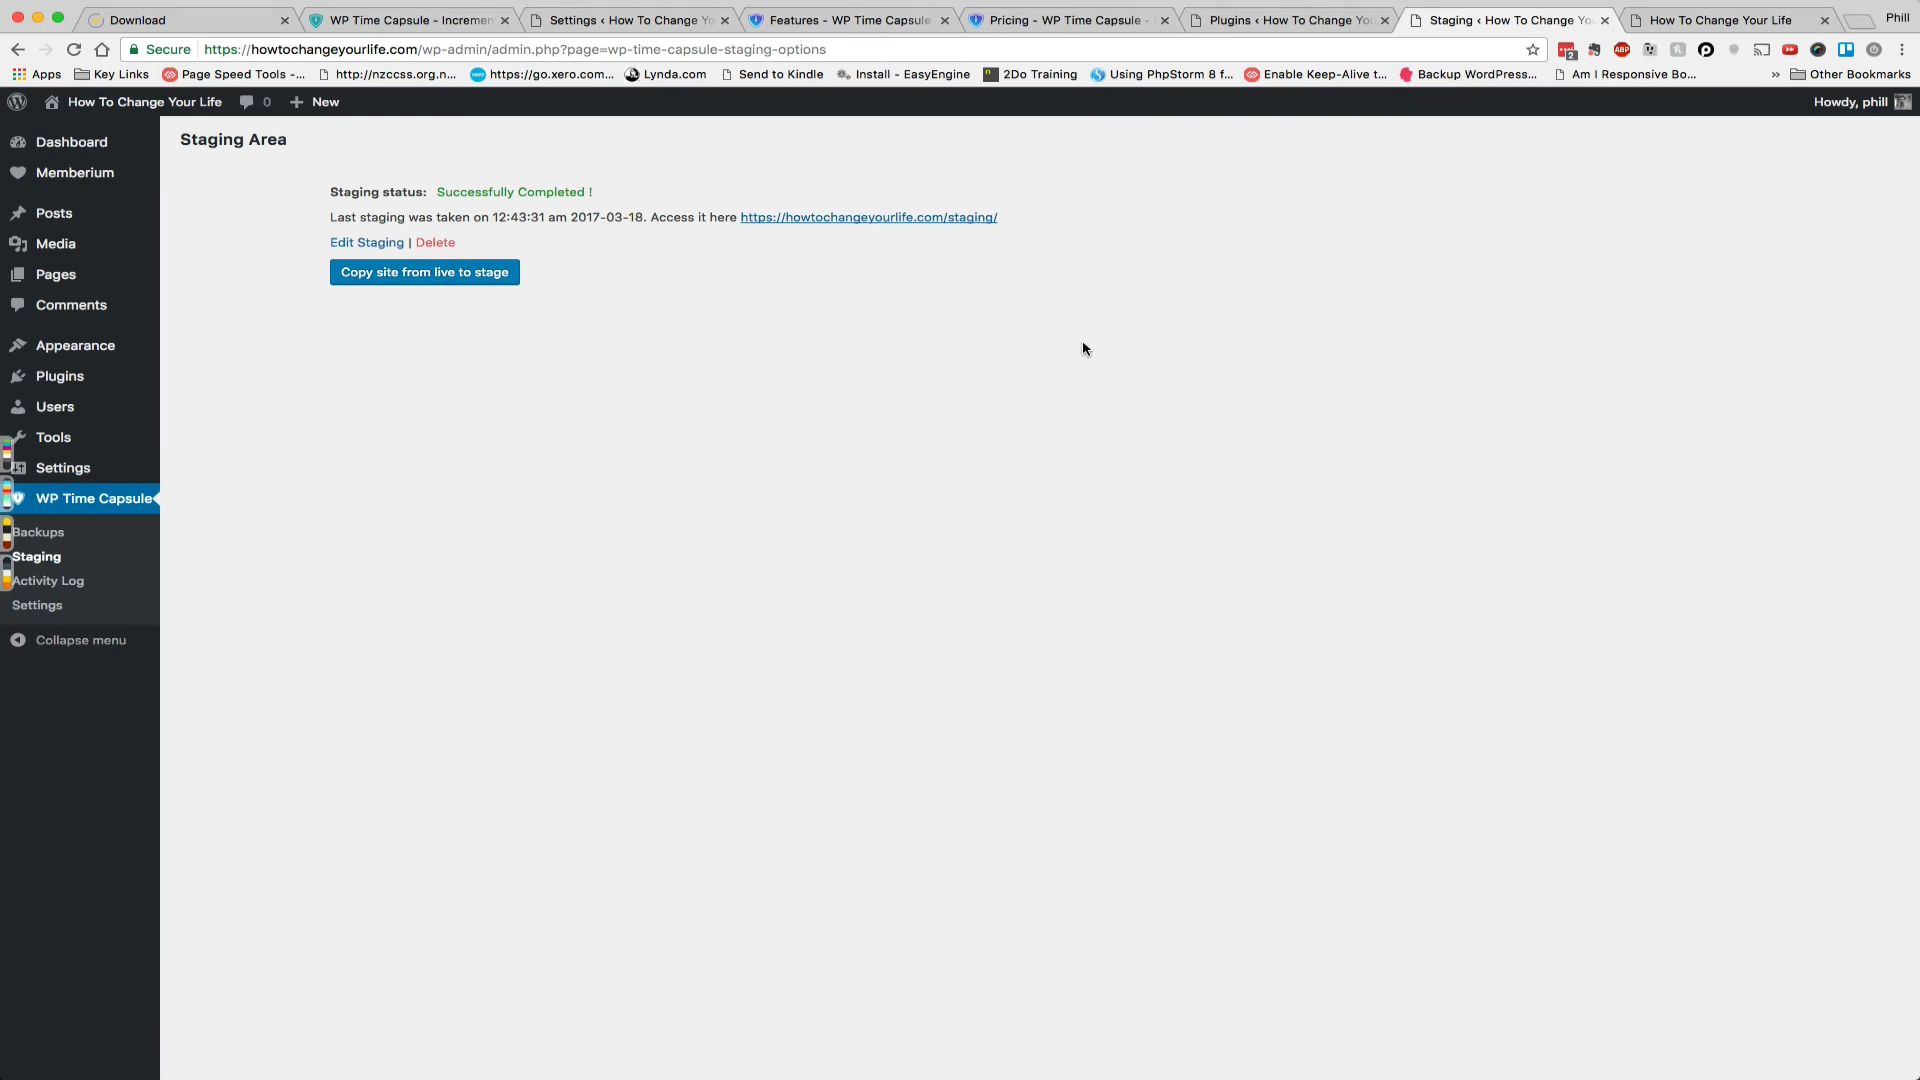 Download
WP Time Capsule - Incremen
Settings ‹ How To Change Yo
Features - WP Time Capsule
Pricing - WP Time Capsule -
Plugins ‹ How To Change You
Staging ‹ How To Change Yo
How To Change Your Life
Phill
Secure https://howtochangeyourlife.com/wp-admin/admin.php?page=wp-time-capsule-staging-options
Apps Key Links Page Speed Tools -... http://nzccss.org.n... https://go.xero.com... Lynda.com Send to Kindle Install - EasyEngine 2Do Training Using PhpStorm 8 f... Enable Keep-Alive t... Backup WordPress... Am I Responsive Bo... » Other Bookmarks
How To Change Your Life 0 New Howdy, phill
Dashboard
Memberium
Posts
Media
Pages
Comments
Appearance
Plugins
Users
Tools
Settings
WP Time Capsule
Backups
Staging
Activity Log
Settings
Collapse menu
Staging Area
Staging status: Successfully Completed !
Last staging was taken on 12:43:31 am 2017-03-18. Access it here https://howtochangeyourlife.com/staging/
Edit Staging | Delete
Copy site from live to stage